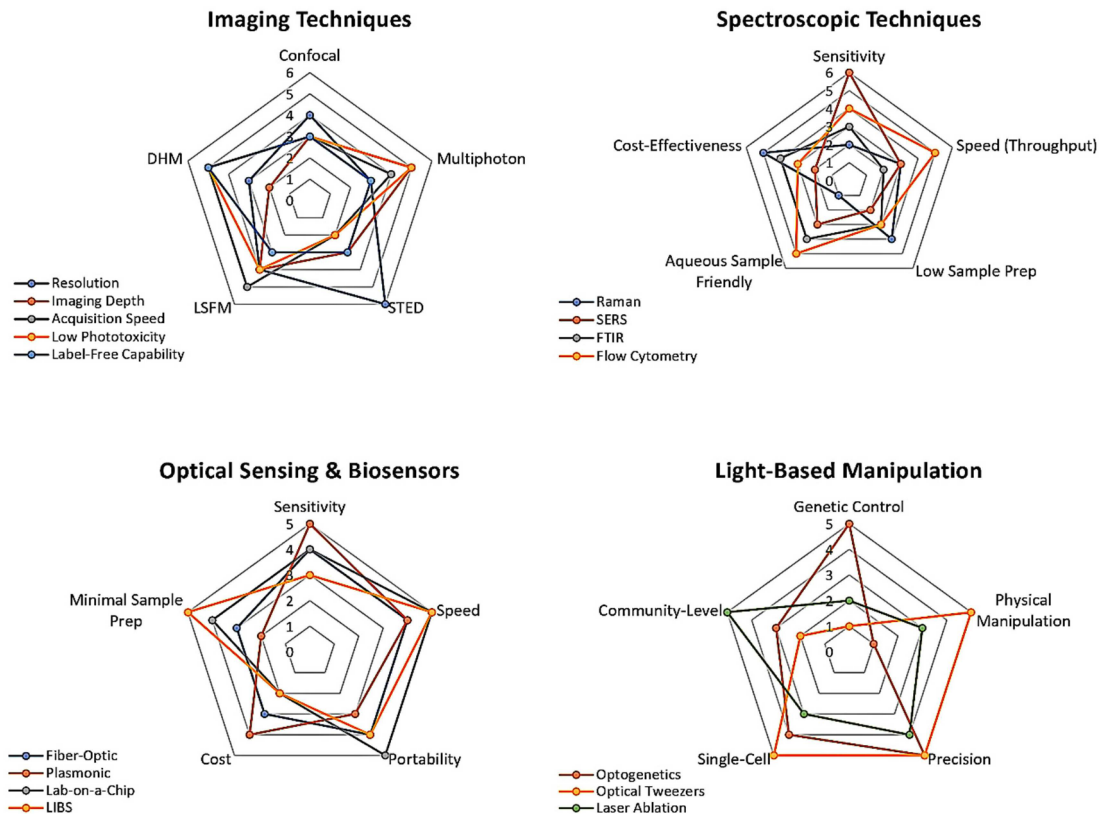 Imaging Techniques
Confocal
6
5
4
3
2
1
0
DHM
Multiphoton
LSFM
STED
Resolution
Imaging Depth
Acquisition Speed
Low Phototoxicity
Label-Free Capability
Spectroscopic Techniques
Sensitivity
6
5
4
3
2
1
0
Cost-Effectiveness
Speed (Throughput)
Aqueous Sample
Friendly
Low Sample Prep
Raman
SERS
FTIR
Flow Cytometry
Optical Sensing & Biosensors
Sensitivity
5
4
3
2
1
0
Minimal Sample
Prep
Speed
Cost
Portability
Fiber-Optic
Plasmonic
Lab-on-a-Chip
LIBS
Light-Based Manipulation
Genetic Control
5
4
3
2
1
0
Community-Level
Physical
Manipulation
Single-Cell
Precision
Optogenetics
Optical Tweezers
Laser Ablation